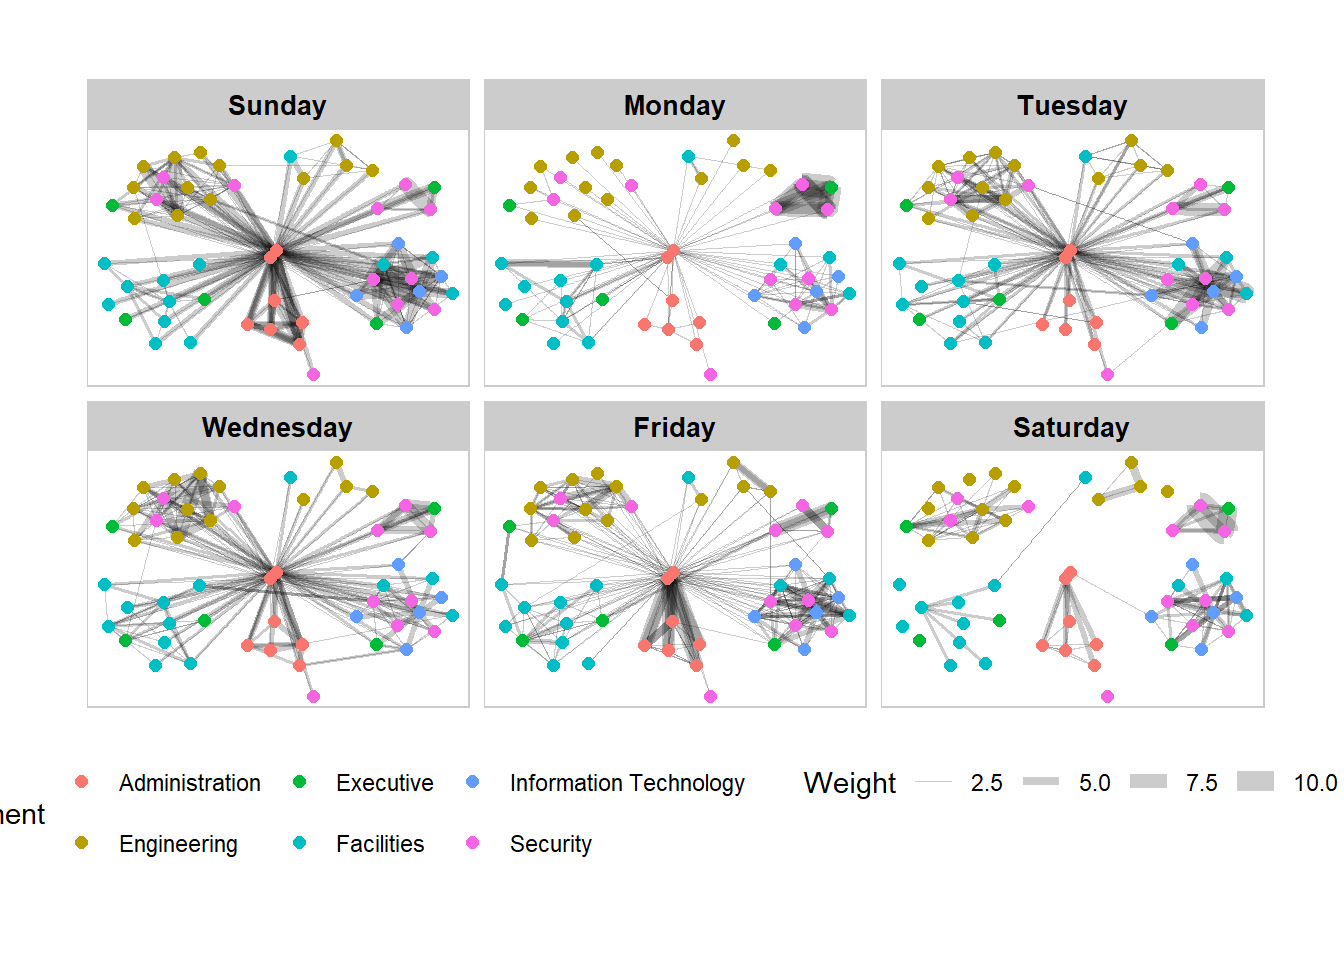 Sunday Monday Tuesday
Wednesday Friday Saturday
Administration Executive Information Technology Weight 2.5 5.0 7.5 10.0
Engineering Facilities Security